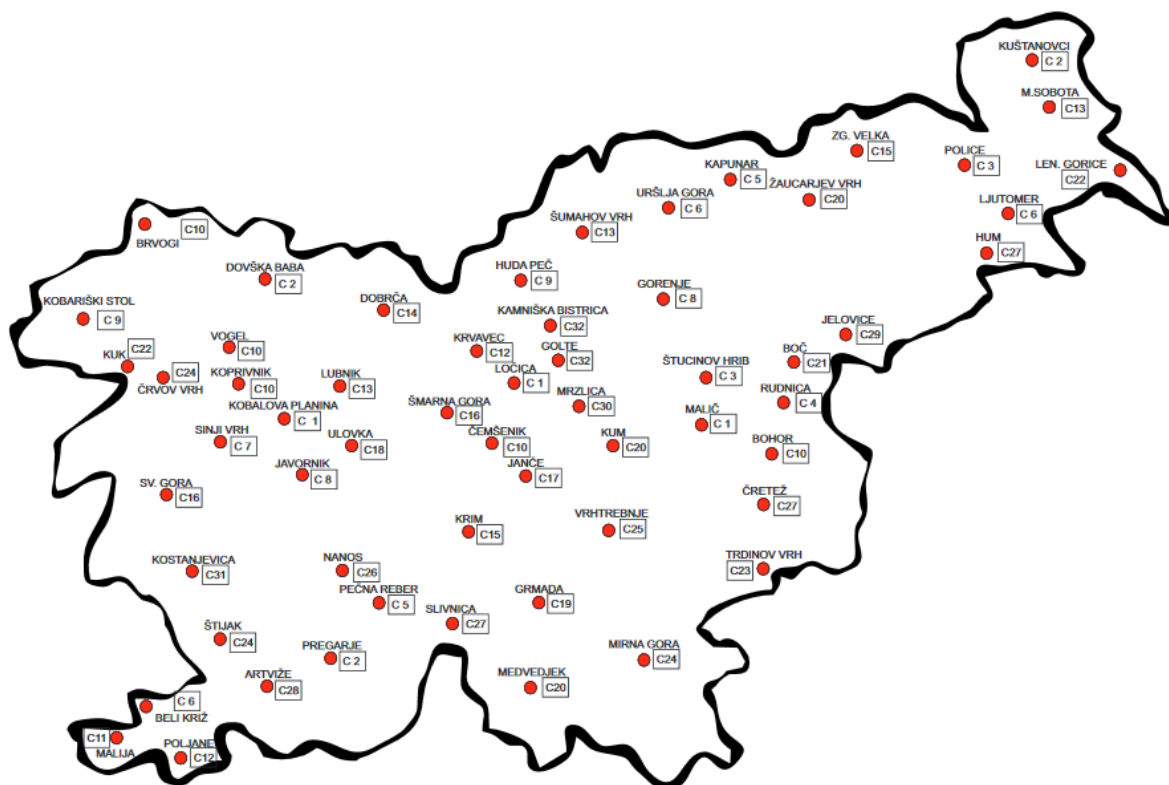 KUŠTANOVCI
C 2
M.SOBOTA
C13
ZG. VELKA
C15
POLICE
C 3
LEN. GORICE
C22
KAPUNAR
C 5
ŽAUCARJEV VRH
C20
URŠLJA GORA
C 6
LJUTOMER
C 6
ŠUMAHOV VRH
C13
HUM
C27
BRVOGI
C10
DOVŠKA BABA
C 2
HUDA PEČ
C 9
GORENJE
C 8
DOBRČA
C14
KOBARIŠKI STOL
C 9
KAMNIŠKA BISTRICA
C32
JELOVICE
C29
VOGEL
C10
KRVAVEC
C12
KUK
C22
GOLTE
C32
BOČ
C21
ČRVOV VRH
C24
KOPRIVNIK
C10
LUBNIK
C13
LOČICA
C 1
ŠTUCINOV HRIB
C 3
RUDNICA
C 4
KOBALOVA PLANINA
C 1
ŠMARNA GORA
C16
MRZLICA
C30
MALIČ
C 1
SINJI VRH
C 7
ULOVKA
C18
ČEMŠENIK
C10
KUM
C20
BOHOR
C10
JAVORNIK
C 8
JANČE
C17
SV. GORA
C16
ČRETEŽ
C27
KRIM
C15
VRHTREBNJE
C25
KOSTANJEVICA
C31
NANOS
C26
TRDINOV VRH
C23
PEČNA REBER
C 5
GRMADA
C19
SLIVNICA
C27
ŠTIJAK
C24
PREGARJE
C 2
MIRNA GORA
C24
ARTVIŽE
C28
MEDVEDJEK
C20
C 6
BELI KRIŽ
C11
MALIJA
POLJANE
C12